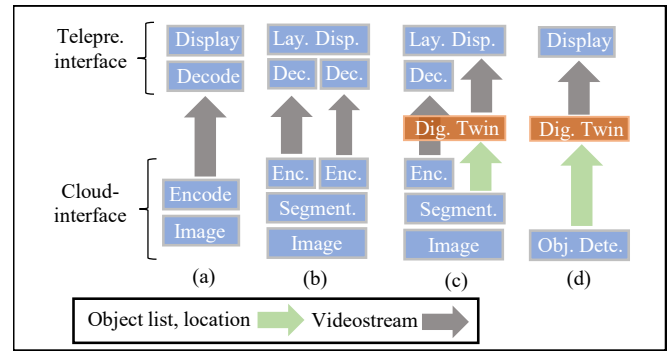 Telepre.
interface
Display
Lay. Disp.
Lay. Disp.
Display
Decode
Dec.
Dec.
Dec.
Dig. Twin
Dig. Twin
Cloud-
interface
Encode
Enc.
Enc.
Enc.
Segment.
Segment.
Image
Image
Image
Obj. Dete.
(a)
(b)
(c)
(d)
Object list, location
Videostream